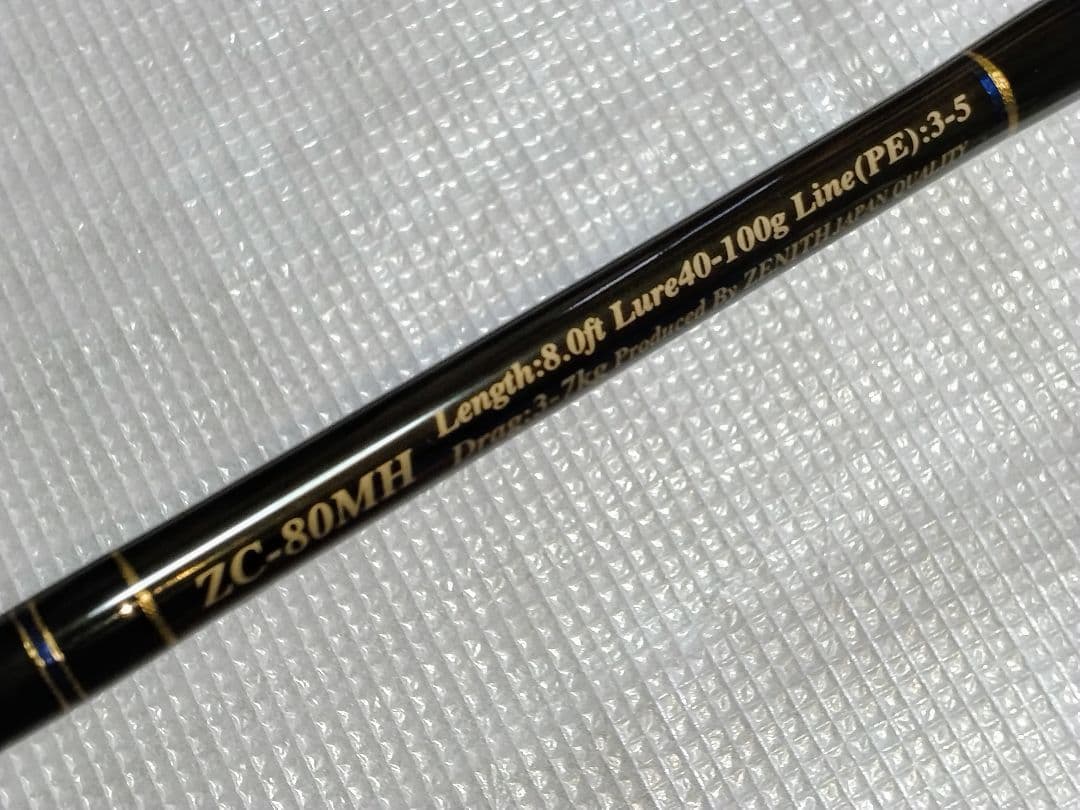 ZC-80MH
Length:8.0ft Lure40-100g Line(PE):3-5
Drag:3-7kg Produced By ZENITH JAPAN QUALITY